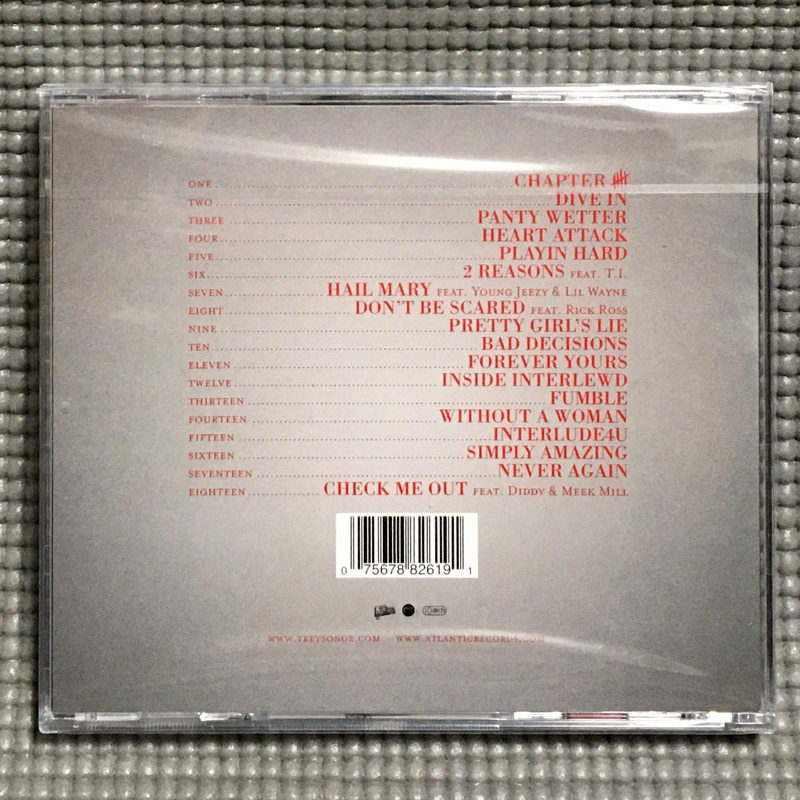 ONE CHAPTER
TWO DIVE IN
THREE PANTY WETTER
FOUR HEART ATTACK
FIVE PLAYIN HARD
SIX 2 REASONS FEAT. T.I.
SEVEN HAIL MARY FEAT. YOUNG JEEZY & LIL WAYNE
EIGHT DON'T BE SCARED FEAT. RICK ROSS
NINE PRETTY GIRL'S LIE
TEN BAD DECISIONS
ELEVEN FOREVER YOURS
TWELVE INSIDE INTERLEWD
THIRTEEN FUMBLE
FOURTEEN WITHOUT A WOMAN
FIFTEEN INTERLUDE4U
SIXTEEN SIMPLY AMAZING
SEVENTEEN NEVER AGAIN
EIGHTEEN CHECK ME OUT FEAT. DIDDY & MEEK MILL
0 75678 82619 1
WWW.TREYSONGZ.COM WWW.ATLANTICRECORDS.COM